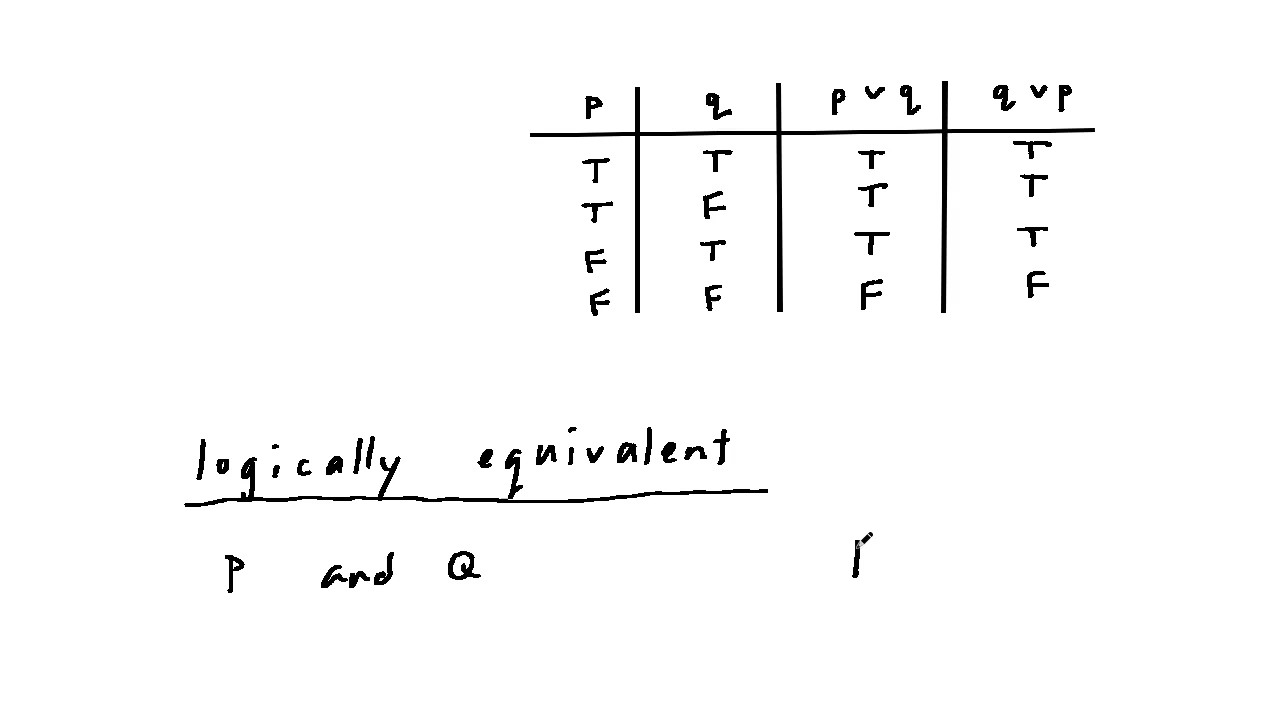 p q p ∨ q q ∨ p
T T T T
T F T T
F T T T
F F F F
logically equivalent
P and Q